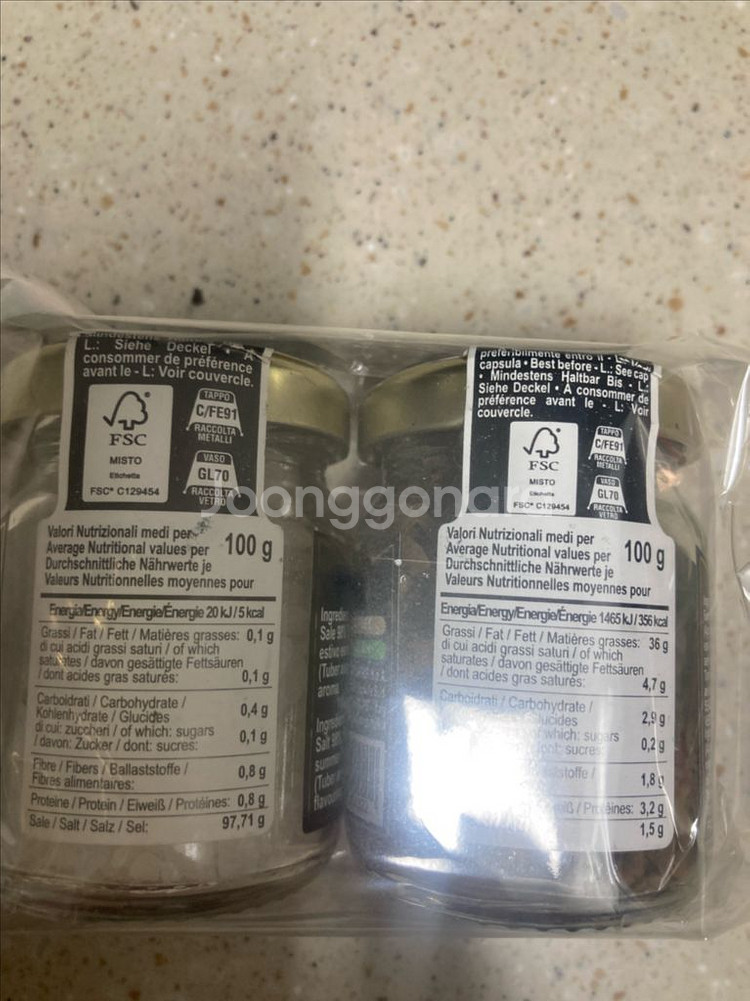 L.: Siehe Deckel • A
consommer de préférence
avant le - L: Voir couvercle.
FSC
MISTO
Etichetta
FSC® C129454
TAPPO
C/FE91
RACCOLTA
METALLI
VASO
GL70
RACCOLTA
VETRO
Valori Nutrizionali medi per
Average Nutritional values per
Durchschnittliche Nährwerte je
Valeurs Nutritionnelles moyennes pour
100 g
Energia/Energy/Energie/Énergie 20 kJ/5 kcal
Grassi / Fat / Fett / Matières grasses: 0,1 g
di cui acidi grassi saturi / of which
saturates / davon gesättigte Fettsäuren
/ dont acides gras saturés: 0,1 g
Carboidrati / Carbohydrate /
Kohlenhydrate / Glucides 0,4 g
di cui: zuccheri / of which: sugars
/ davon: Zucker / dont: sucres: 0,1 g
Fibre / Fibers / Ballaststoffe /
Fibres alimentaires: 0,8 g
Proteine / Protein / Eiweiß / Protéines: 0,8 g
Sale / Salt / Salz / Sel: 97,71 g
Sale
aroma
Salt
preferibilmente entro il -
capsula • Best before - L.: See cap
• Mindestens Haltbar Bis - L.:
Siehe Deckel • A consommer de
préférence avant le - L: Voir
couvercle.
FSC
MISTO
Etichetta
FSC® C129454
TAPPO
C/FE91
RACCOLTA
METALLI
VASO
GL70
RACCOLTA
VETRO
Valori Nutrizionali medi per
Average Nutritional values per
Durchschnittliche Nährwerte je
Valeurs Nutritionnelles moyennes pour
100 g
Energia/Energy/Energie/Énergie 1465 kJ/356 kcal
Grassi / Fat / Fett / Matières grasses: 36 g
di cui acidi grassi saturi / of which
saturates / davon gesättigte Fettsäuren
/ dont acides gras saturés: 4,7 g
Carboidrati / Carbohydrate /
2,9 g
which: sugars
sucres 0,2 g
1,8 g
3,2 g
1,5 g